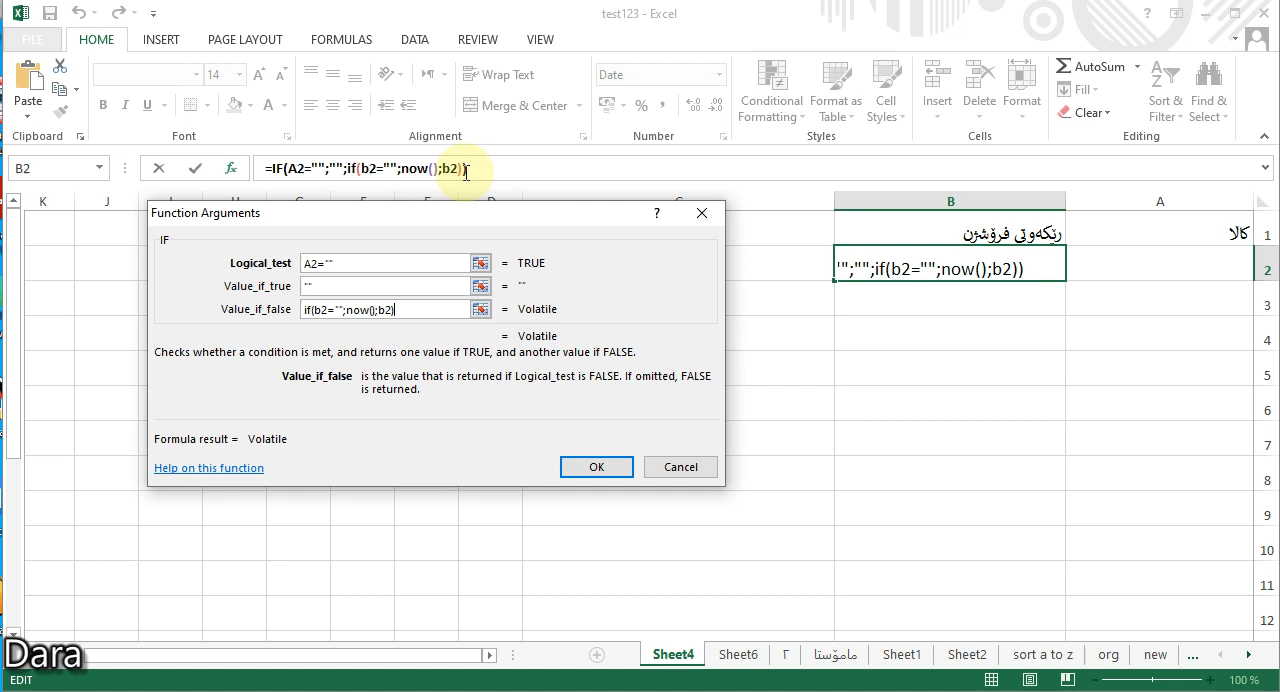 test123 - Excel
FILE
HOME
INSERT
PAGE LAYOUT
FORMULAS
DATA
REVIEW
VIEW
Paste
14
Wrap Text
Merge & Center
Date
Conditional Formatting
Format as Table
Cell Styles
Insert
Delete
Format
AutoSum
Fill
Clear
Sort & Filter
Find & Select
Clipboard
Font
Alignment
Number
Styles
Cells
Editing
B2
=IF(A2="";"";if(b2="";now();b2))
K
J
B
A
ڕێکەوتی فرۆشتن
کالا
1
'";"";if(b2="";now();b2))
2
3
4
5
6
7
8
9
10
11
12
Function Arguments
?
IF
Logical_test
A2=""
= TRUE
Value_if_true
""
= ""
Value_if_false
if(b2="";now();b2)
= Volatile
= Volatile
Checks whether a condition is met, and returns one value if TRUE, and another value if FALSE.
Value_if_false is the value that is returned if Logical_test is FALSE. If omitted, FALSE
is returned.
Formula result = Volatile
Help on this function
OK
Cancel
Dara
Sheet4
Sheet6
٢
مامۆستا
Sheet1
Sheet2
sort a to z
org
new
...
EDIT
100 %